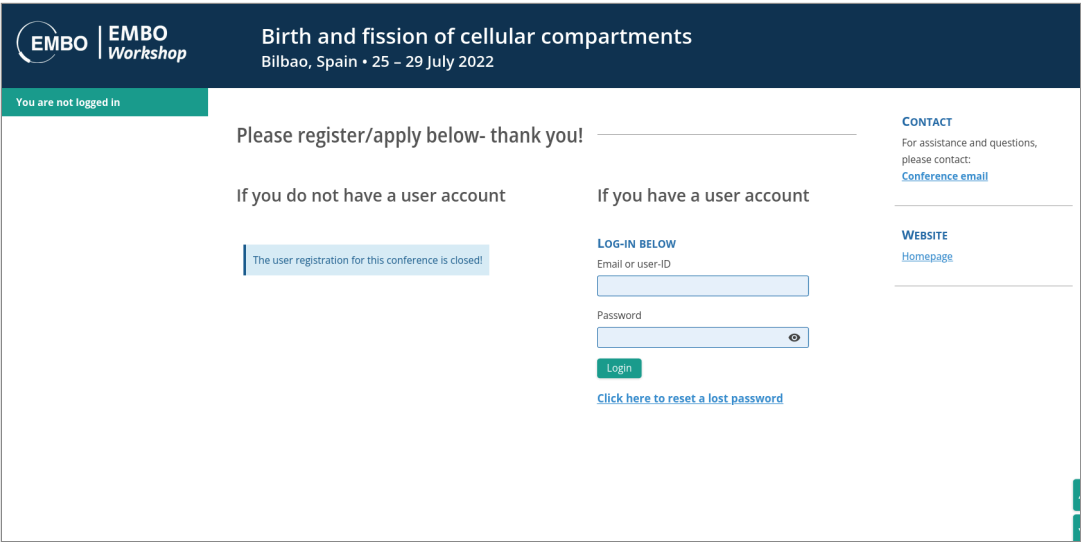 EMBO
EMBO
Workshop
Birth and fission of cellular compartments
Bilbao, Spain • 25 – 29 July 2022
You are not logged in
Please register/apply below- thank you!
If you do not have a user account
The user registration for this conference is closed!
If you have a user account
LOG-IN BELOW
Email or user-ID
Password
Login
Click here to reset a lost password
CONTACT
For assistance and questions,
please contact:
Conference email
WEBSITE
Homepage